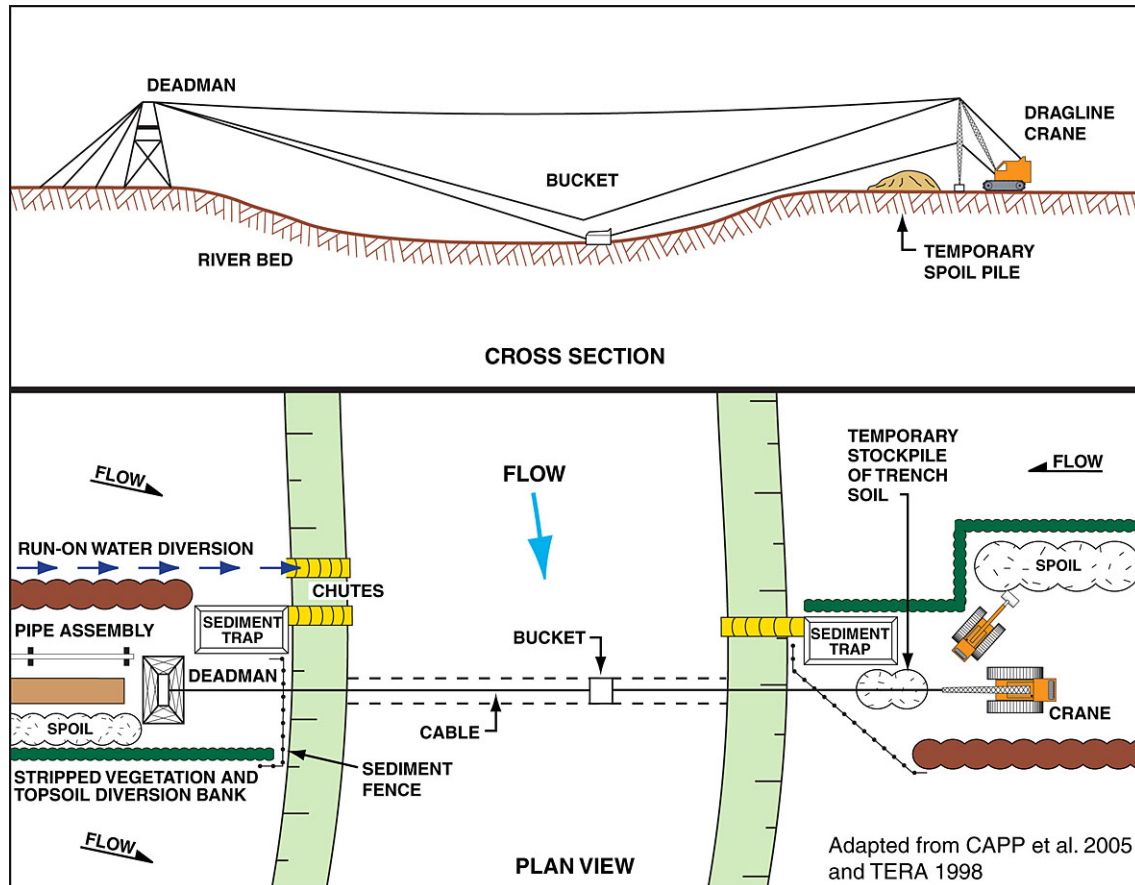 DEADMAN
DRAGLINE
CRANE
BUCKET
RIVER BED
TEMPORARY
SPOIL PILE
CROSS SECTION
FLOW
FLOW
TEMPORARY
STOCKPILE
OF TRENCH
SOIL
FLOW
RUN-ON WATER DIVERSION
CHUTES
SPOIL
PIPE ASSEMBLY
SEDIMENT
TRAP
BUCKET
SEDIMENT
TRAP
DEADMAN
CRANE
SPOIL
CABLE
STRIPPED VEGETATION AND
TOPSOIL DIVERSION BANK
SEDIMENT
FENCE
FLOW
PLAN VIEW
Adapted from CAPP et al. 2005
and TERA 1998